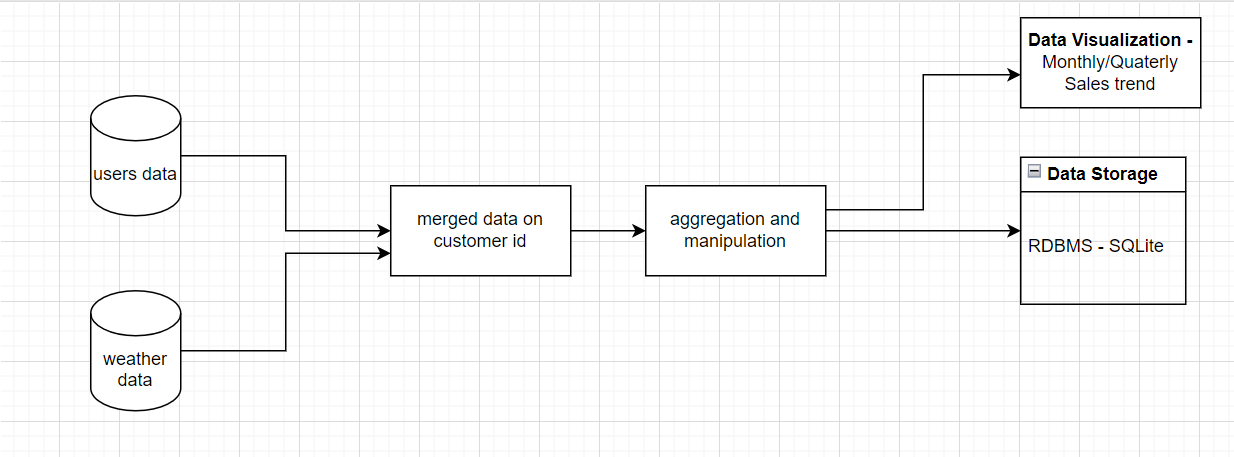 users data
weather
data
merged data on
customer id
aggregation and
manipulation
Data Visualization -
Monthly/Quaterly
Sales trend
Data Storage
RDBMS - SQLite